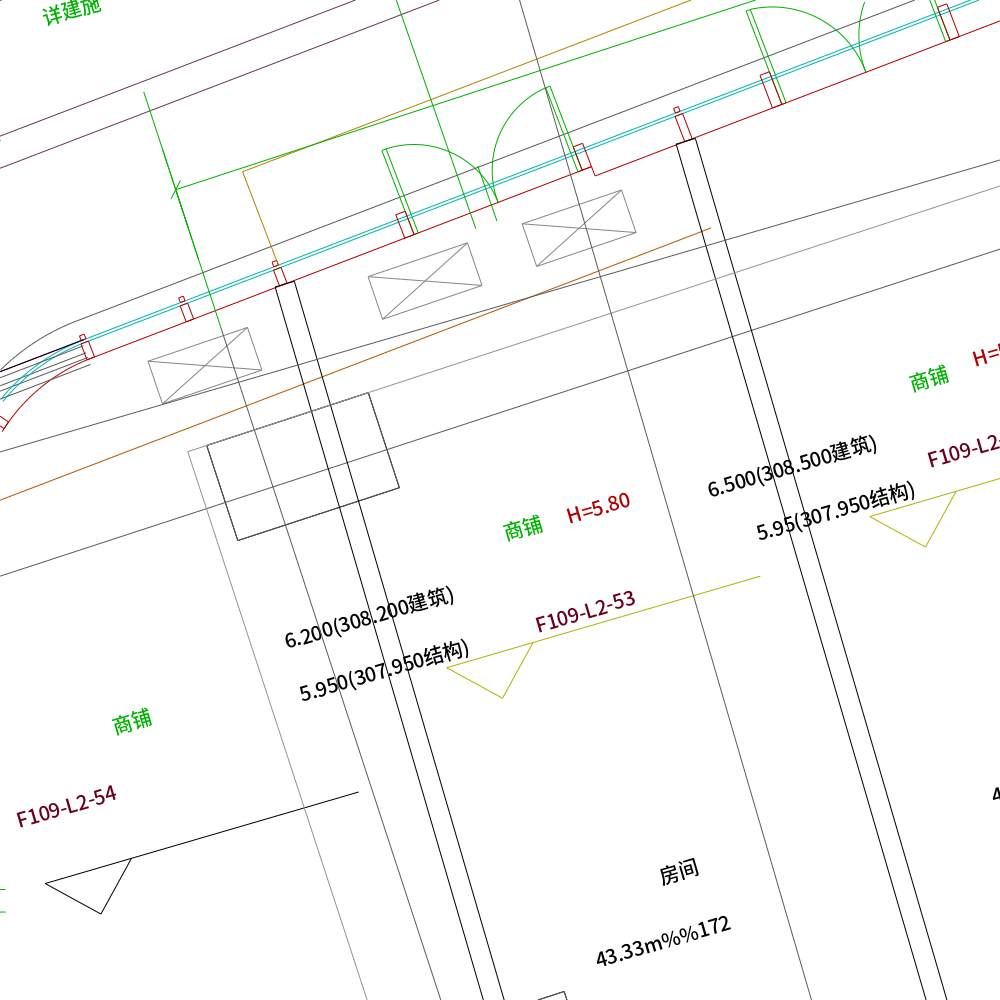 详建施
商铺
H=
F109-L2-
6.500(308.500建筑)
5.95(307.950结构)
商铺
H=5.80
6.200(308.200建筑)
F109-L2-53
5.950(307.950结构)
商铺
F109-L2-54
房间
43.33m%%172
4